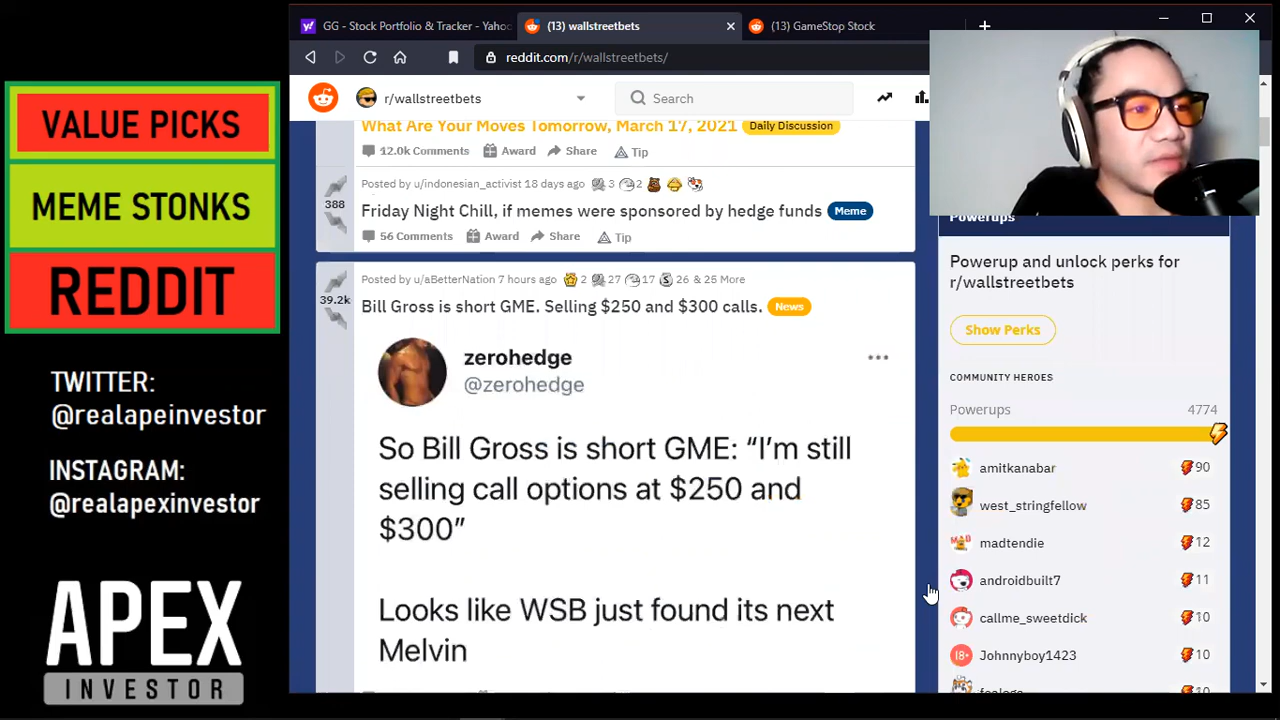 VALUE PICKS
MEME STONKS
REDDIT
TWITTER:
@realapeinvestor
INSTAGRAM:
@realapexinvestor
APEX
INVESTOR
GG - Stock Portfolio & Tracker - Yahoo
(13) wallstreetbets
(13) GameStop Stock
reddit.com/r/wallstreetbets/
r/wallstreetbets
Search
What Are Your Moves Tomorrow, March 17, 2021 Daily Discussion
12.0k Comments Award Share Tip
Posted by u/indonesian_activist 18 days ago 3 2
388
Friday Night Chill, if memes were sponsored by hedge funds Meme
56 Comments Award Share Tip
Posted by u/aBetterNation 7 hours ago 2 27 17 26 & 25 More
39.2k
Bill Gross is short GME. Selling $250 and $300 calls. News
zerohedge
@zerohedge
So Bill Gross is short GME: “I’m still
selling call options at $250 and
$300”
Looks like WSB just found its next
Melvin
Powerups
Powerup and unlock perks for
r/wallstreetbets
Show Perks
COMMUNITY HEROES
Powerups 4774
amitkanabar 90
west_stringfellow 85
madtendie 12
androidbuilt7 11
callme_sweetdick 10
18+ Johnnyboy1423 10